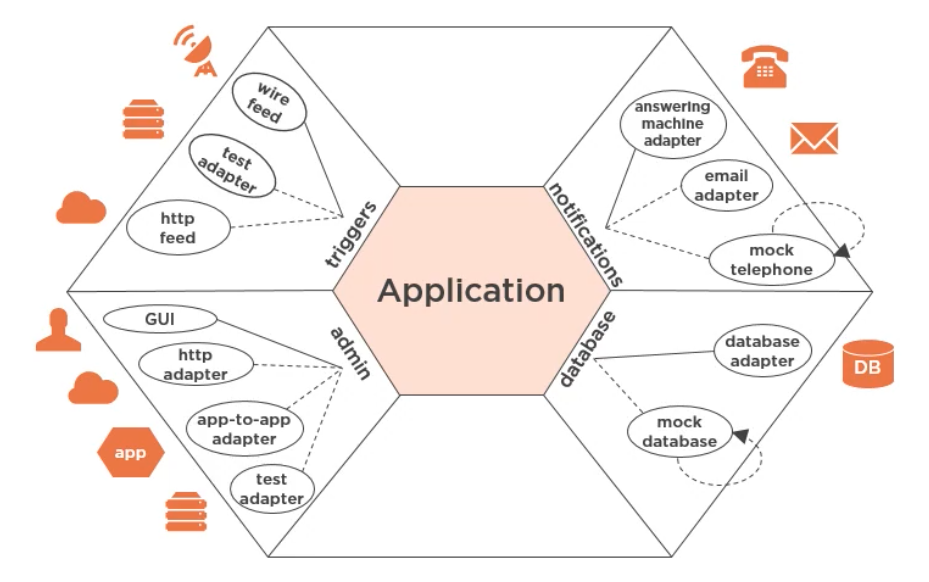 wire
feed
test
adapter
http
feed
triggers
answering
machine
adapter
email
adapter
mock
telephone
notifications
Application
GUI
http
adapter
app-to-app
adapter
test
adapter
admin
app
database
database
adapter
mock
database
DB